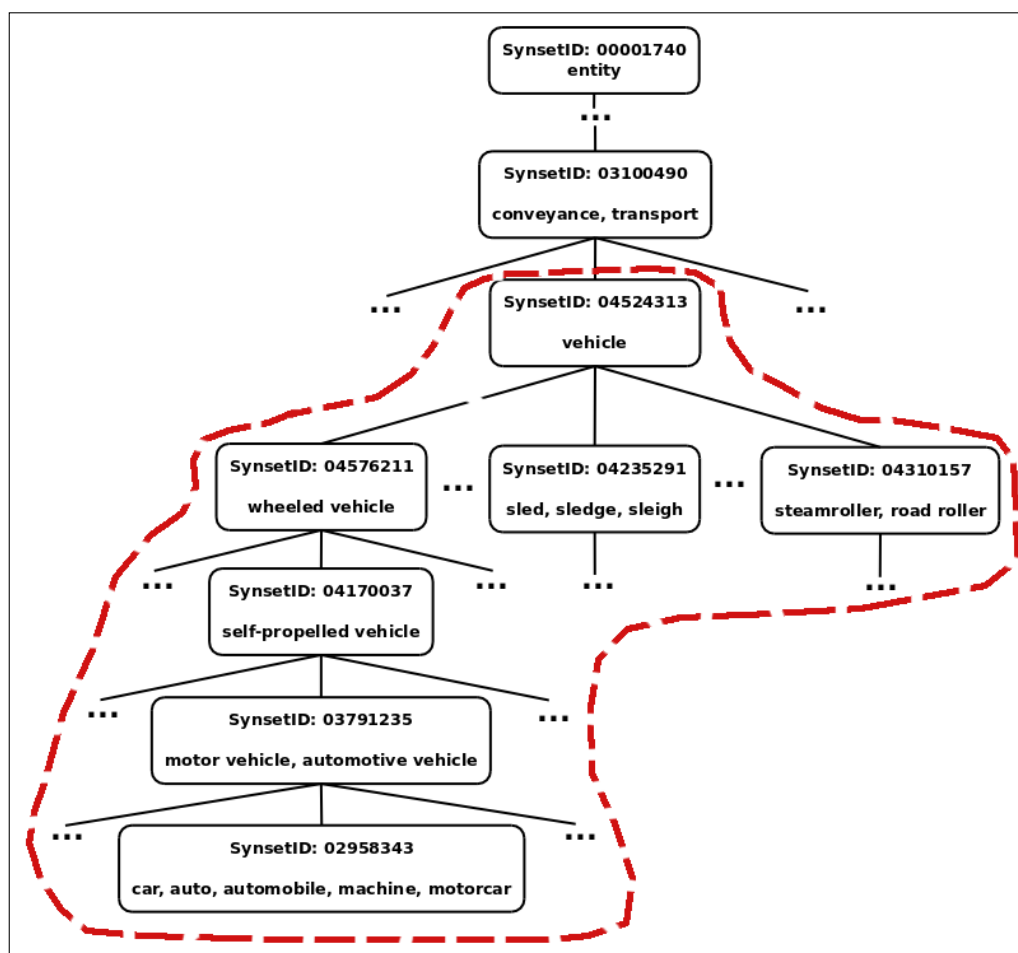 SynsetID: 00001740
entity
...
SynsetID: 03100490
conveyance, transport
...
...
SynsetID: 04524313
vehicle
SynsetID: 04576211
wheeled vehicle
...
SynsetID: 04235291
sled, sledge, sleigh
...
SynsetID: 04310157
steamroller, road roller
...
...
...
...
SynsetID: 04170037
self-propelled vehicle
...
...
SynsetID: 03791235
motor vehicle, automotive vehicle
...
...
SynsetID: 02958343
car, auto, automobile, machine, motorcar